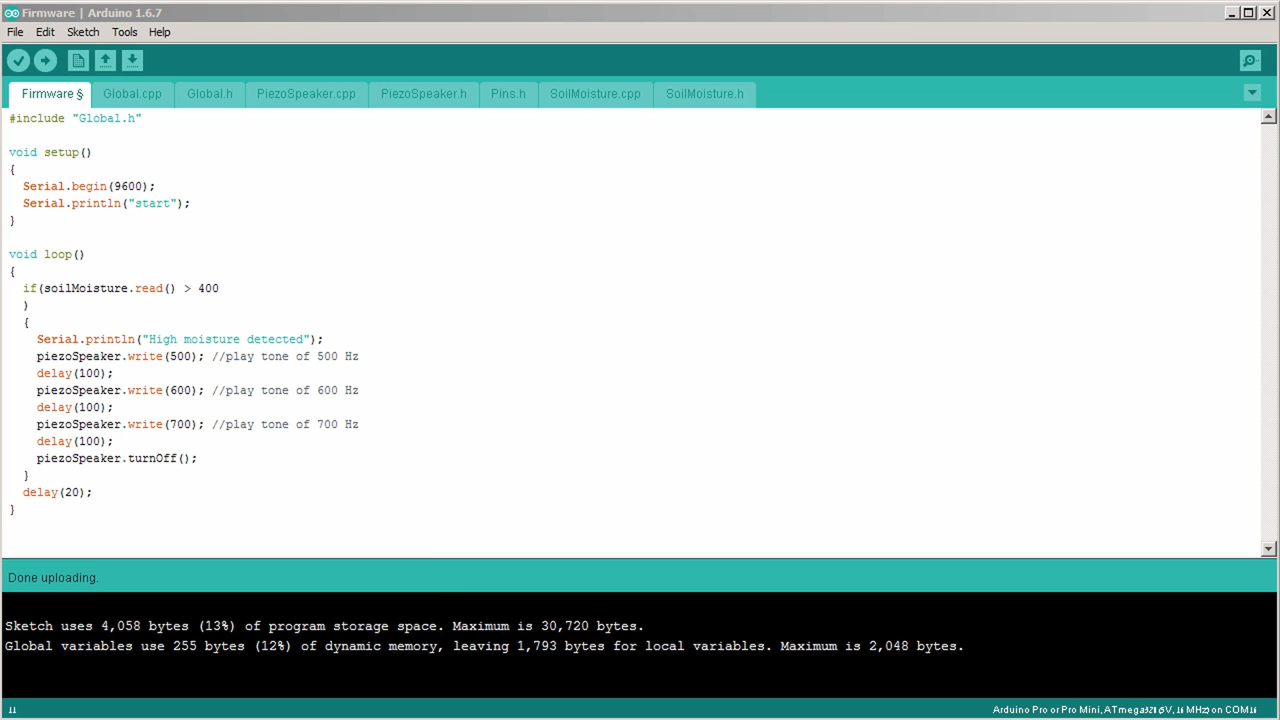 Firmware | Arduino 1.6.7
File Edit Sketch Tools Help
Firmware § Global.cpp Global.h PiezoSpeaker.cpp PiezoSpeaker.h Pins.h SoilMoisture.cpp SoilMoisture.h
#include "Global.h"
void setup()
{
Serial.begin(9600);
Serial.println("start");
}
void loop()
{
if(soilMoisture.read() > 400
)
{
Serial.println("High moisture detected");
piezoSpeaker.write(500); //play tone of 500 Hz
delay(100);
piezoSpeaker.write(600); //play tone of 600 Hz
delay(100);
piezoSpeaker.write(700); //play tone of 700 Hz
delay(100);
piezoSpeaker.turnOff();
}
delay(20);
}
Done uploading.
Sketch uses 4,058 bytes (13%) of program storage space. Maximum is 30,720 bytes.
Global variables use 255 bytes (12%) of dynamic memory, leaving 1,793 bytes for local variables. Maximum is 2,048 bytes.
11 Arduino Pro or Pro Mini, ATmega328 (5V, 16 MHz) on COM16